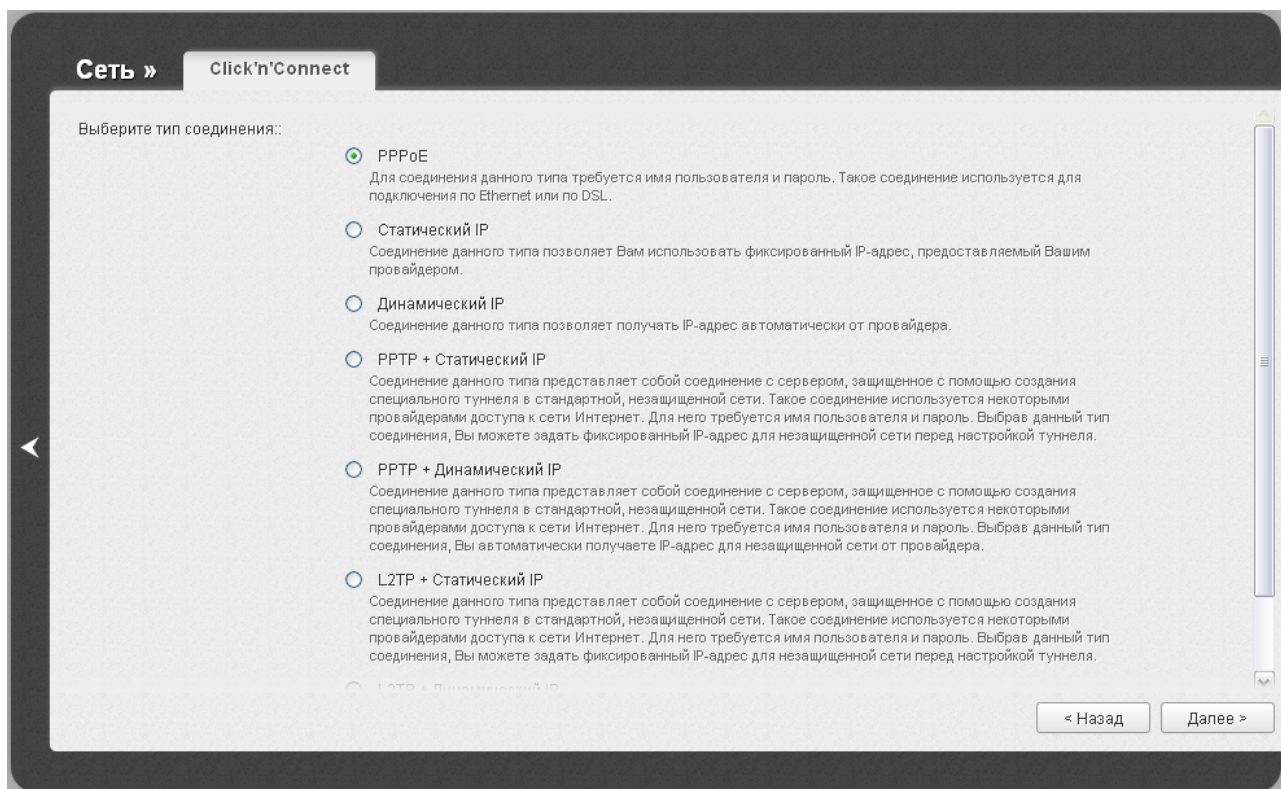 Сеть »
Click'n'Connect
Выберите тип соединения::
PPPoE
Для соединения данного типа требуется имя пользователя и пароль. Такое соединение используется для
подключения по Ethernet или по DSL.
Статический IP
Соединение данного типа позволяет Вам использовать фиксированный IP-адрес, предоставляемый Вашим
провайдером.
Динамический IP
Соединение данного типа позволяет получать IP-адрес автоматически от провайдера.
PPTP + Статический IP
Соединение данного типа представляет собой соединение с сервером, защищенное с помощью создания
специального туннеля в стандартной, незащищенной сети. Такое соединение используется некоторыми
провайдерами доступа к сети Интернет. Для него требуется имя пользователя и пароль. Выбрав данный тип
соединения, Вы можете задать фиксированный IP-адрес для незащищенной сети перед настройкой туннеля.
PPTP + Динамический IP
Соединение данного типа представляет собой соединение с сервером, защищенное с помощью создания
специального туннеля в стандартной, незащищенной сети. Такое соединение используется некоторыми
провайдерами доступа к сети Интернет. Для него требуется имя пользователя и пароль. Выбрав данный тип
соединения, Вы автоматически получаете IP-адрес для незащищенной сети от провайдера.
L2TP + Статический IP
Соединение данного типа представляет собой соединение с сервером, защищенное с помощью создания
специального туннеля в стандартной, незащищенной сети. Такое соединение используется некоторыми
провайдерами доступа к сети Интернет. Для него требуется имя пользователя и пароль. Выбрав данный тип
соединения, Вы можете задать фиксированный IP-адрес для незащищенной сети перед настройкой туннеля.
L2TP + Динамический IP
< Назад
Далее >